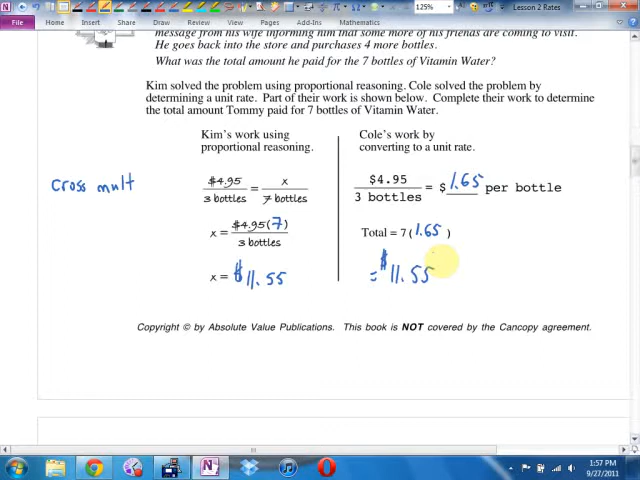 125%
Lesson 2 Rates
File Home Insert Share Draw Review View Add-Ins Mathematics
message from his wife informing him that some more of his friends are coming to visit.
He goes back into the store and purchases 4 more bottles.
What was the total amount he paid for the 7 bottles of Vitamin Water?
Kim solved the problem using proportional reasoning. Cole solved the problem by
determining a unit rate. Part of their work is shown below. Complete their work to determine
the total amount Tommy paid for 7 bottles of Vitamin Water.
Kim's work using
proportional reasoning.
Cole's work by
converting to a unit rate.
cross mult
$4.95 / 3 bottles = x / 7 bottles
x = $4.95(7) / 3 bottles
x = $11.55
$4.95 / 3 bottles = $1.65 per bottle
Total = 7(1.65)
= $11.55
Copyright © by Absolute Value Publications. This book is NOT covered by the Cancopy agreement.
1:57 PM
9/27/2011